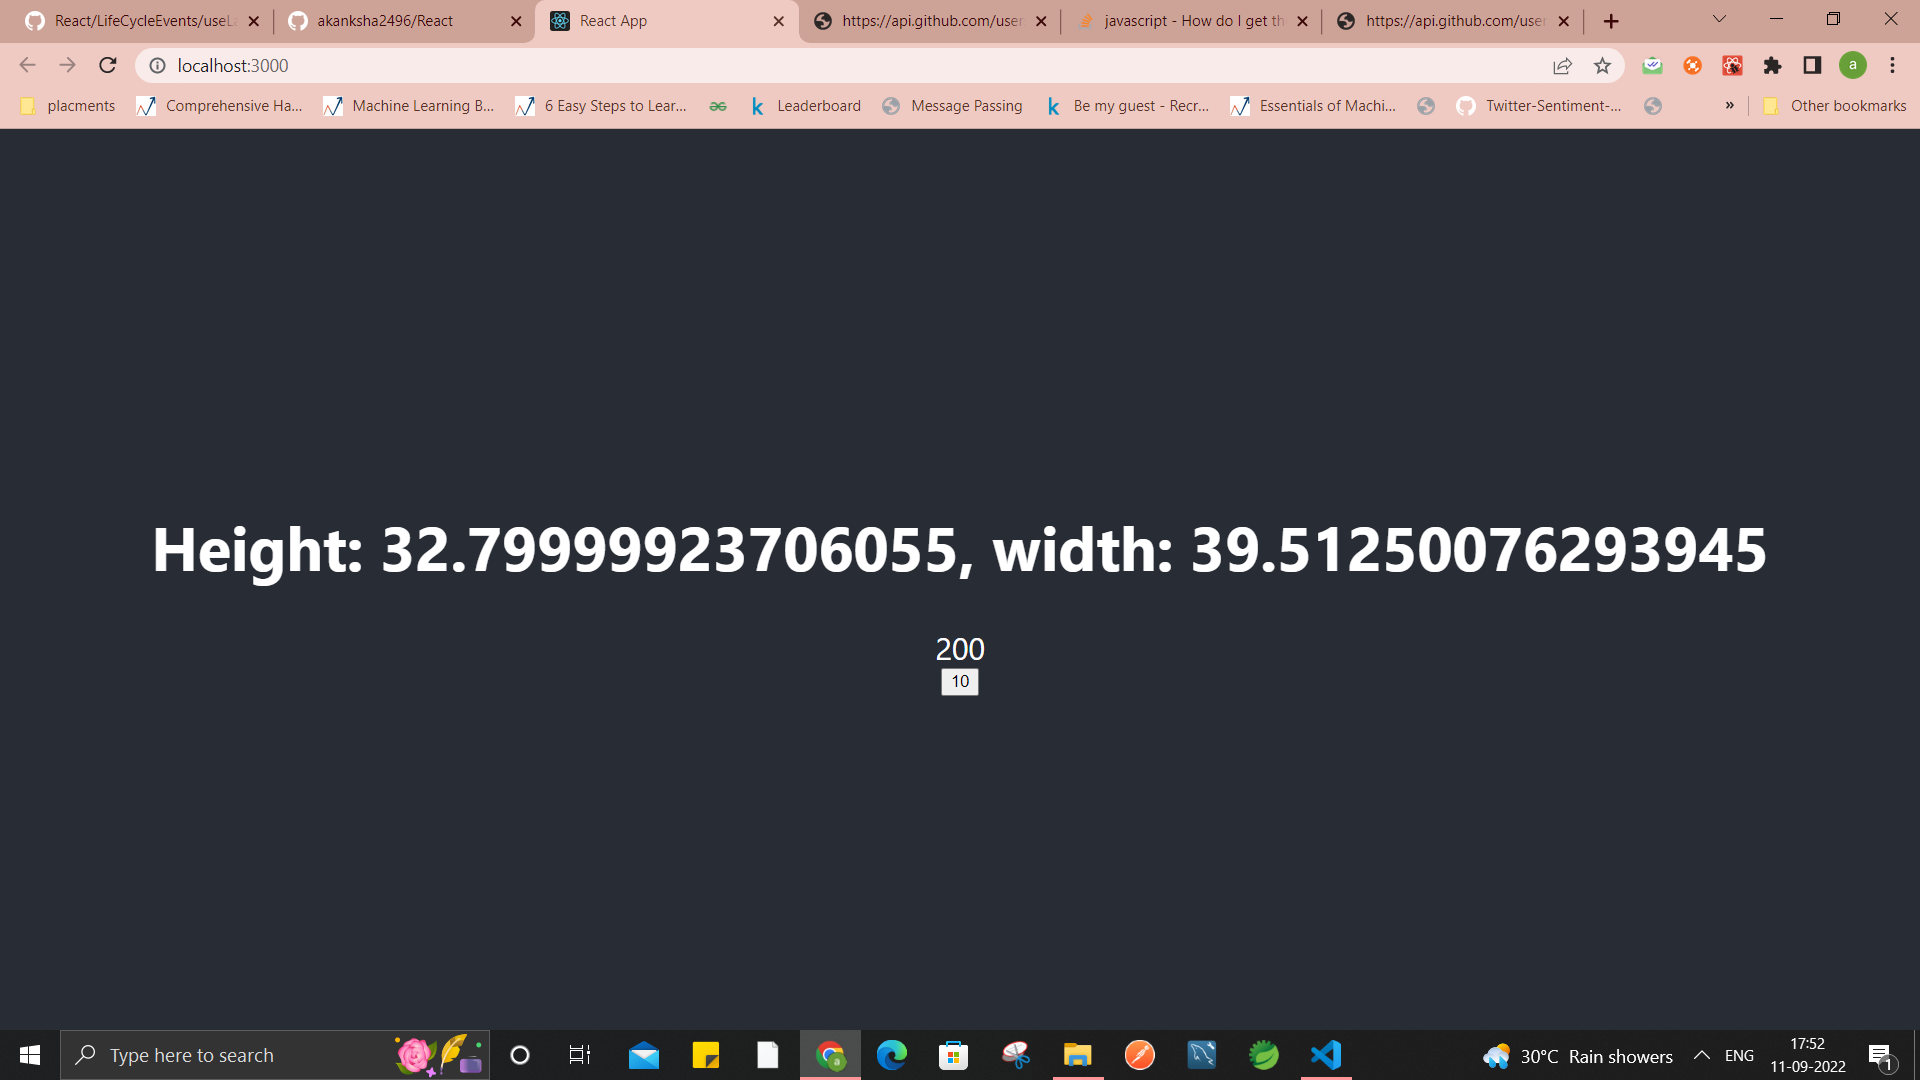 React/LifeCycleEvents/useLa
akanksha2496/React
React App
https://api.github.com/user
javascript - How do I get th
https://api.github.com/user
localhost:3000
a
placments
Comprehensive Ha...
Machine Learning B...
6 Easy Steps to Lear...
Leaderboard
Message Passing
Be my guest - Recr...
Essentials of Machi...
Twitter-Sentiment-...
»
Other bookmarks
Height: 32.79999923706055, width: 39.51250076293945
200
10
Type here to search
30°C Rain showers
ENG
17:52
11-09-2022
1